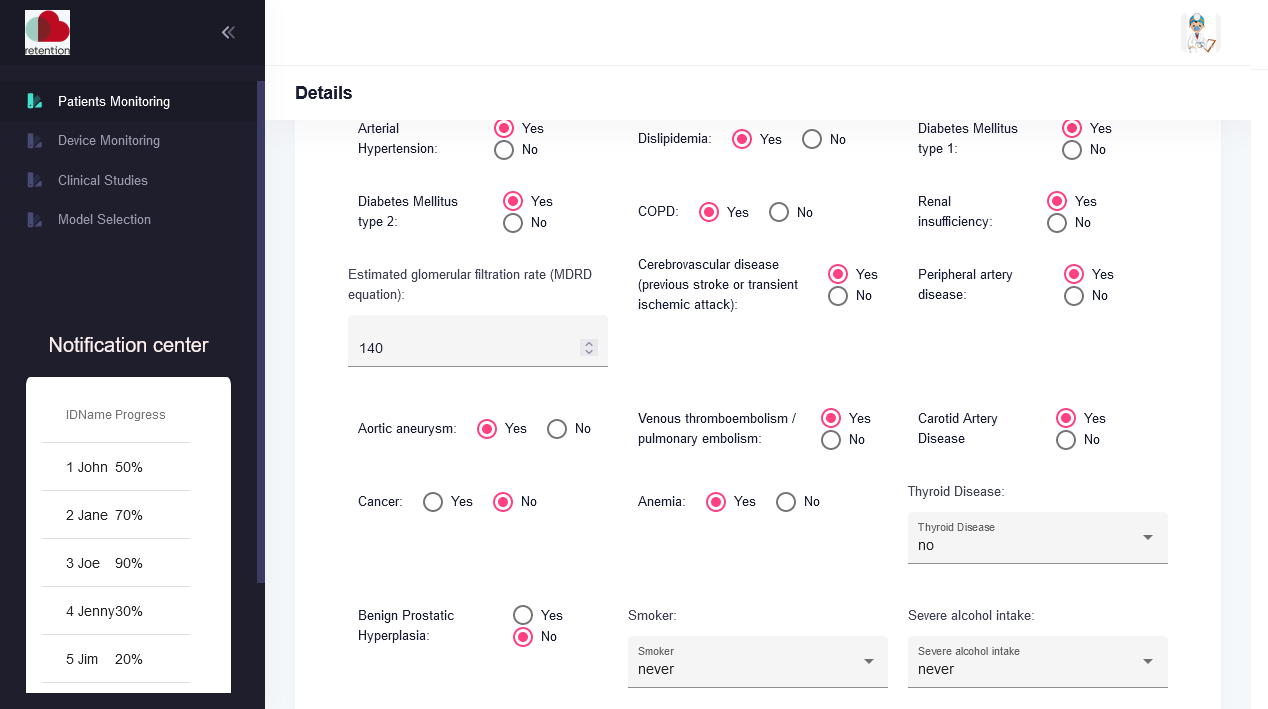 retention
Patients Monitoring
Device Monitoring
Clinical Studies
Model Selection
Notification center
IDName Progress
1 John 50%
2 Jane 70%
3 Joe 90%
4 Jenny30%
5 Jim 20%
Details
Arterial
Hypertension:
Yes
No
Dislipidemia:
Yes
No
Diabetes Mellitus
type 1:
Yes
No
Diabetes Mellitus
type 2:
Yes
No
COPD:
Yes
No
Renal
insufficiency:
Yes
No
Estimated glomerular filtration rate (MDRD
equation):
140
Cerebrovascular disease
(previous stroke or transient
ischemic attack):
Yes
No
Peripheral artery
disease:
Yes
No
Aortic aneurysm:
Yes
No
Venous thromboembolism /
pulmonary embolism:
Yes
No
Carotid Artery
Disease
Yes
No
Cancer:
Yes
No
Anemia:
Yes
No
Thyroid Disease:
Thyroid Disease
no
Benign Prostatic
Hyperplasia:
Yes
No
Smoker:
Smoker
never
Severe alcohol intake:
Severe alcohol intake
never